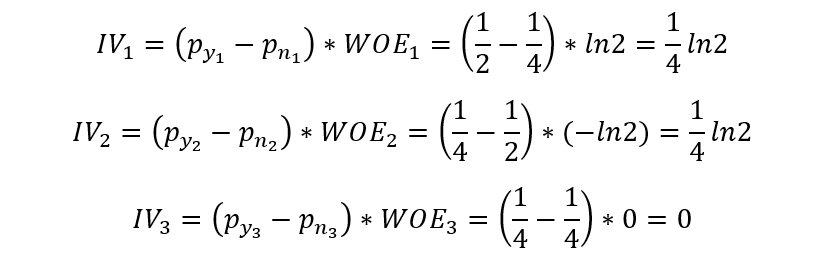 IV₁ = (p_{y₁} − p_{n₁}) * WOE₁ = (1/2 − 1/4) * ln2 = 1/4 ln2
IV₂ = (p_{y₂} − p_{n₂}) * WOE₂ = (1/4 − 1/2) * (−ln2) = 1/4 ln2
IV₃ = (p_{y₃} − p_{n₃}) * WOE₃ = (1/4 − 1/4) * 0 = 0